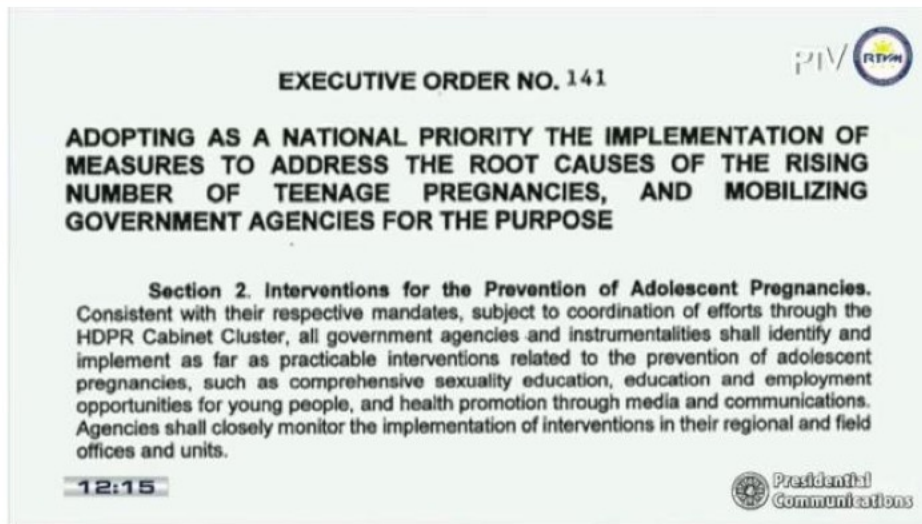 PTV
RTVM
EXECUTIVE ORDER NO. 141
ADOPTING AS A NATIONAL PRIORITY THE IMPLEMENTATION OF
MEASURES TO ADDRESS THE ROOT CAUSES OF THE RISING
NUMBER OF TEENAGE PREGNANCIES, AND MOBILIZING
GOVERNMENT AGENCIES FOR THE PURPOSE
Section 2. Interventions for the Prevention of Adolescent Pregnancies.
Consistent with their respective mandates, subject to coordination of efforts through the
HDPR Cabinet Cluster, all government agencies and instrumentalities shall identify and
implement as far as practicable interventions related to the prevention of adolescent
pregnancies, such as comprehensive sexuality education, education and employment
opportunities for young people, and health promotion through media and communications.
Agencies shall closely monitor the implementation of interventions in their regional and field
offices and units.
12:15
Presidential
Communications